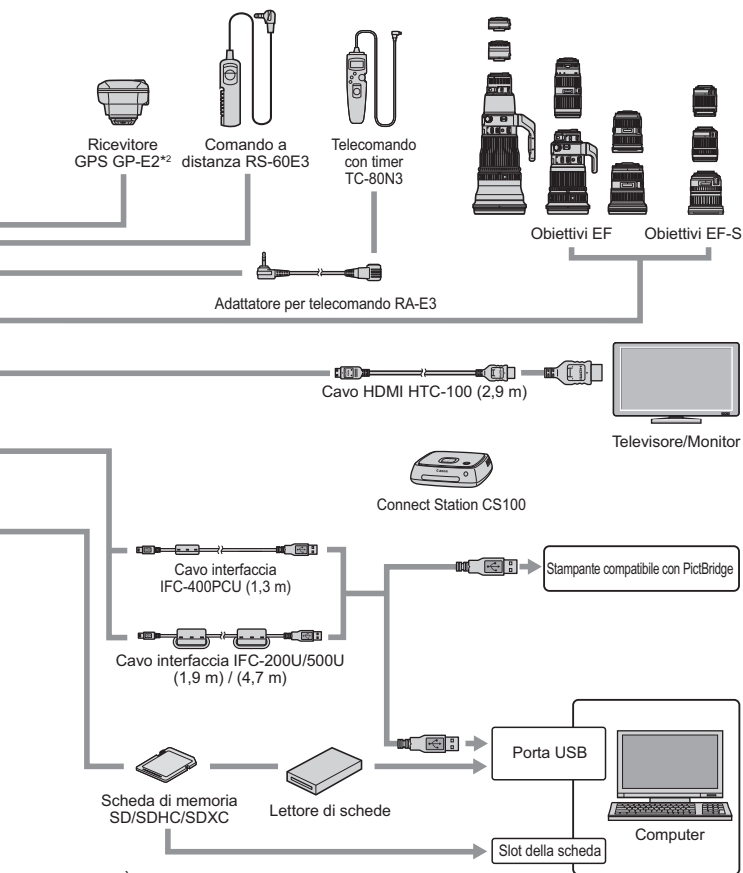 Ricevitore
GPS GP-E2*2
Comando a
distanza RS-60E3
Telecomando
con timer
TC-80N3
Obiettivi EF
Obiettivi EF-S
Adattatore per telecomando RA-E3
Cavo HDMI HTC-100 (2,9 m)
Televisore/Monitor
Canon
Connect Station CS100
Cavo interfaccia
IFC-400PCU (1,3 m)
Stampante compatibile con PictBridge
Cavo interfaccia IFC-200U/500U
(1,9 m) / (4,7 m)
Porta USB
Scheda di memoria
SD/SDHC/SDXC
Lettore di schede
Computer
Slot della scheda